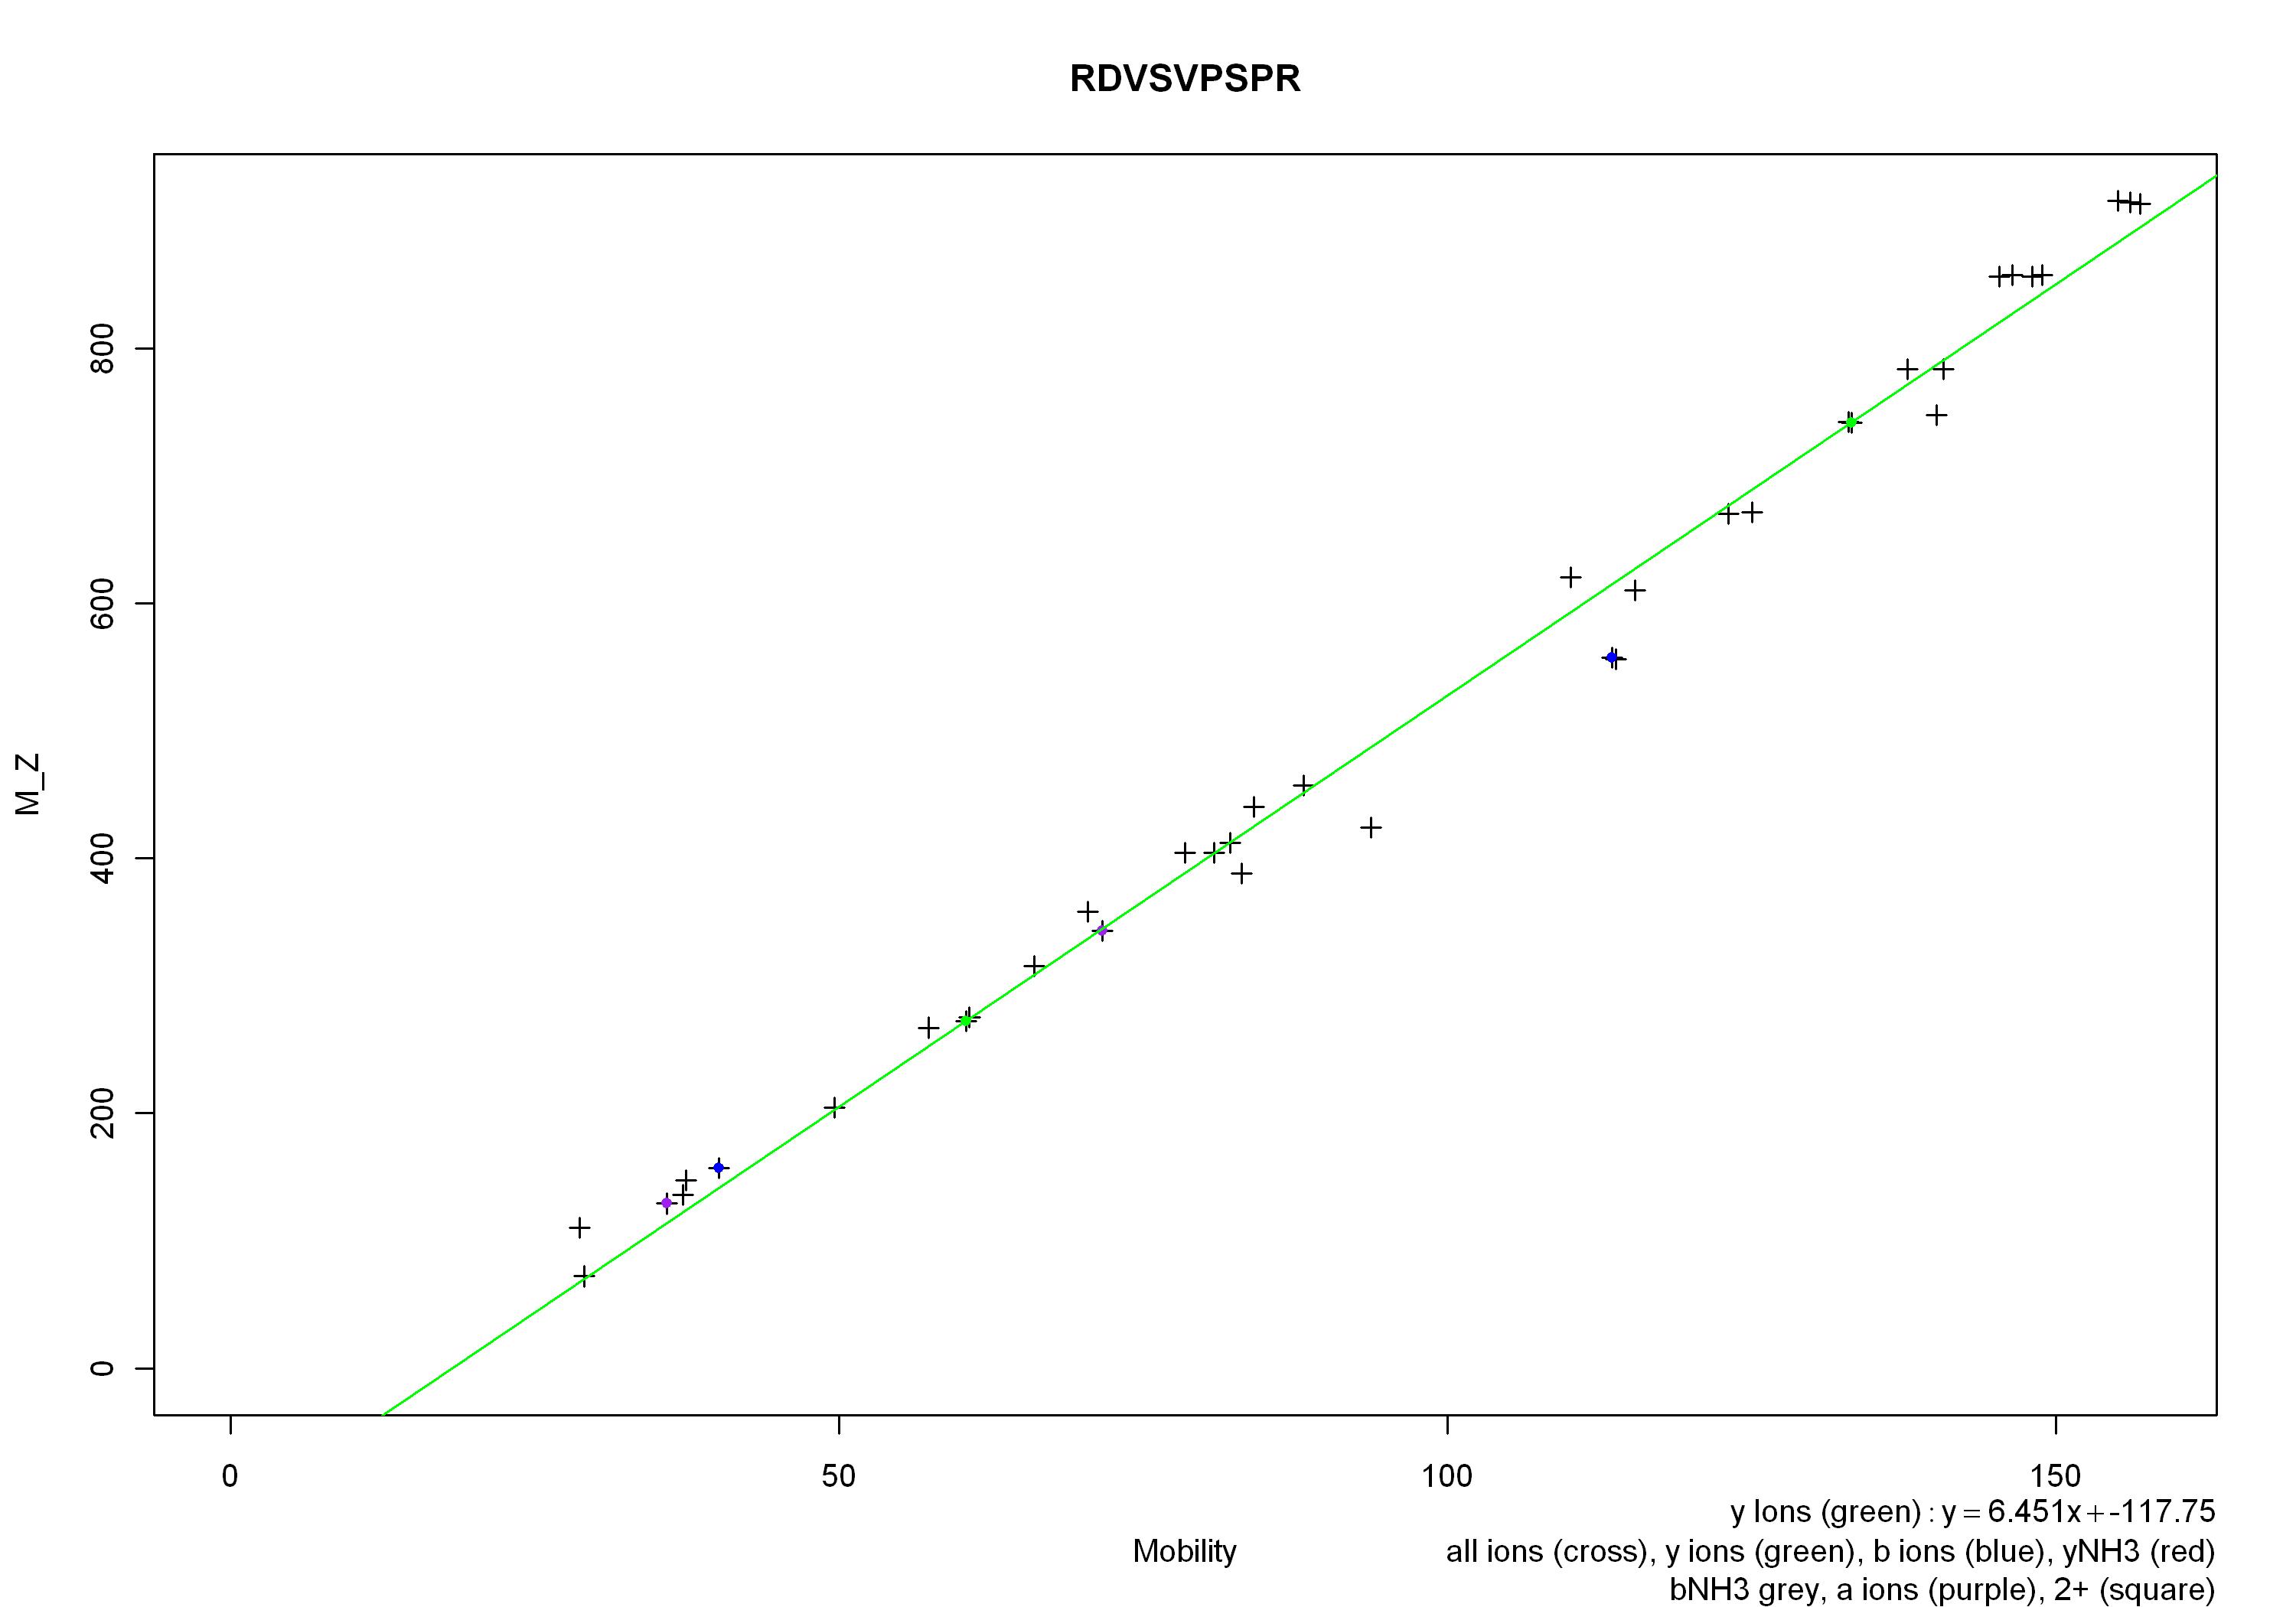 RDVSVPSPR
800
600
400
200
0
M_Z
0 50 100 150
y Ions (green) : y = 6.451x + -117.75
Mobility
all ions (cross), y ions (green), b ions (blue), yNH3 (red)
bNH3 grey, a ions (purple), 2+ (square)